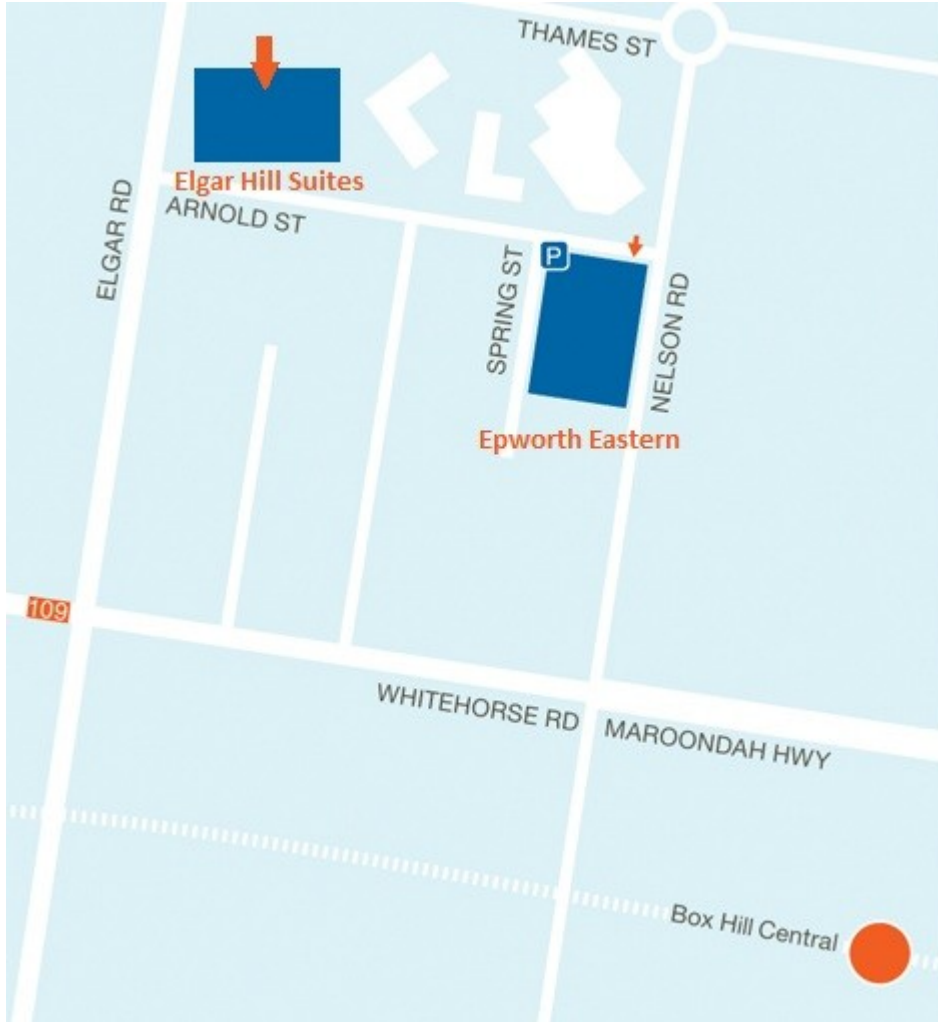 THAMES ST
Elgar Hill Suites
ELGAR RD
ARNOLD ST
SPRING ST
P
NELSON RD
Epworth Eastern
109
WHITEHORSE RD
MAROONDAH HWY
Box Hill Central